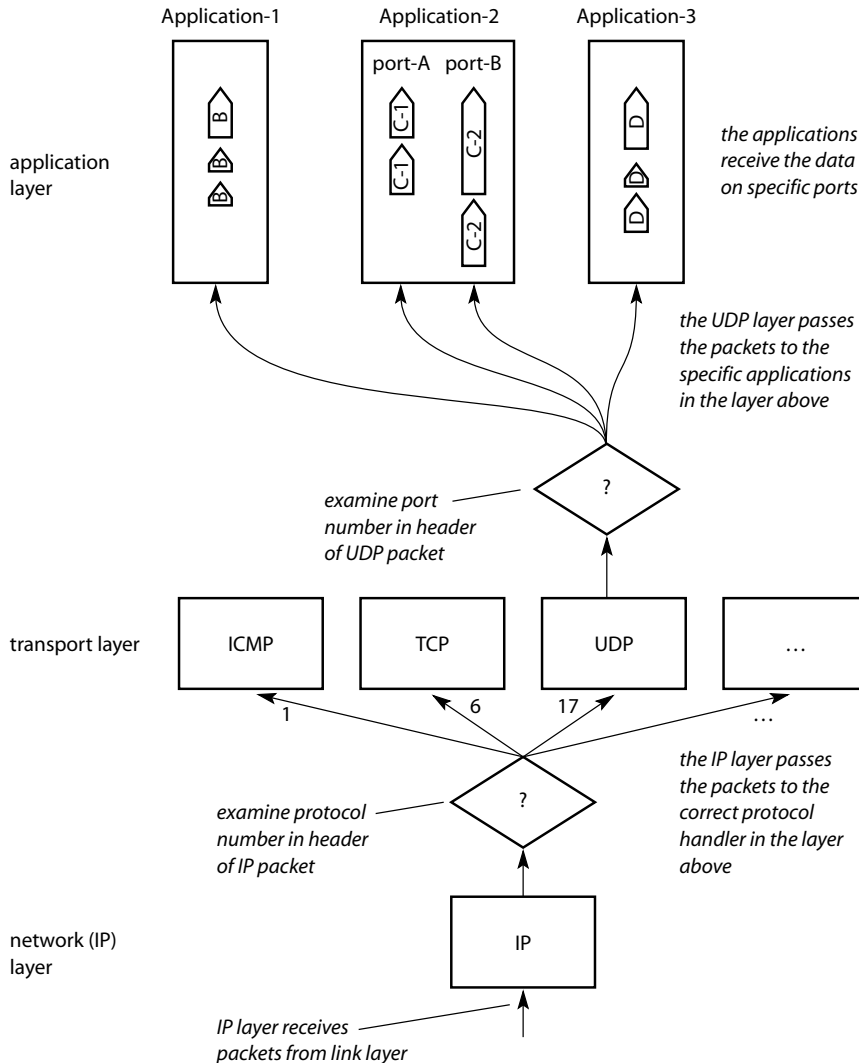 Application-1
Application-2
Application-3
port-A
port-B
B
B
B
C-1
C-1
C-2
C-2
D
D
D
application
layer
the applications
receive the data
on specific ports
the UDP layer passes
the packets to the
specific applications
in the layer above
?
examine port
number in header
of UDP packet
transport layer
ICMP
TCP
UDP
...
1
6
17
...
the IP layer passes
the packets to the
correct protocol
handler in the layer
above
?
examine protocol
number in header
of IP packet
network (IP)
layer
IP
IP layer receives
packets from link layer